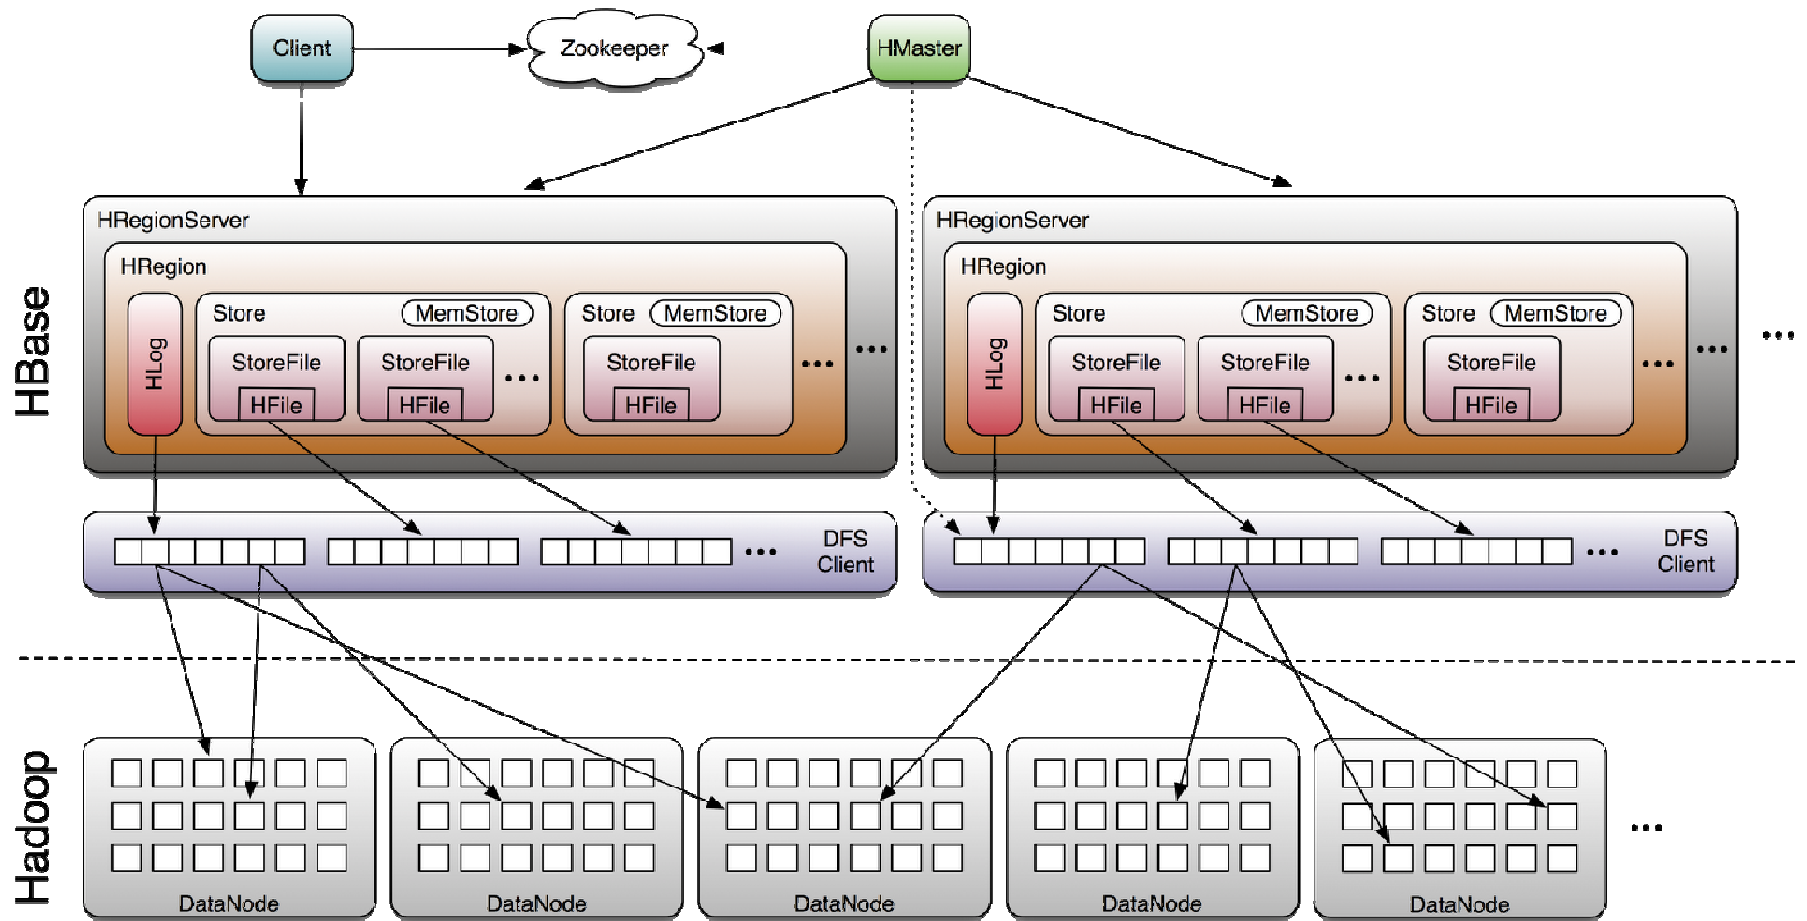 Client
Zookeeper
HMaster
HBase
HRegionServer
HRegion
HLog
Store
MemStore
StoreFile
HFile
StoreFile
HFile
...
Store
MemStore
StoreFile
HFile
...
...
HRegionServer
HRegion
HLog
Store
MemStore
StoreFile
HFile
StoreFile
HFile
...
Store
MemStore
StoreFile
HFile
...
...
...
...
DFS
Client
...
DFS
Client
Hadoop
DataNode
DataNode
DataNode
DataNode
DataNode
...